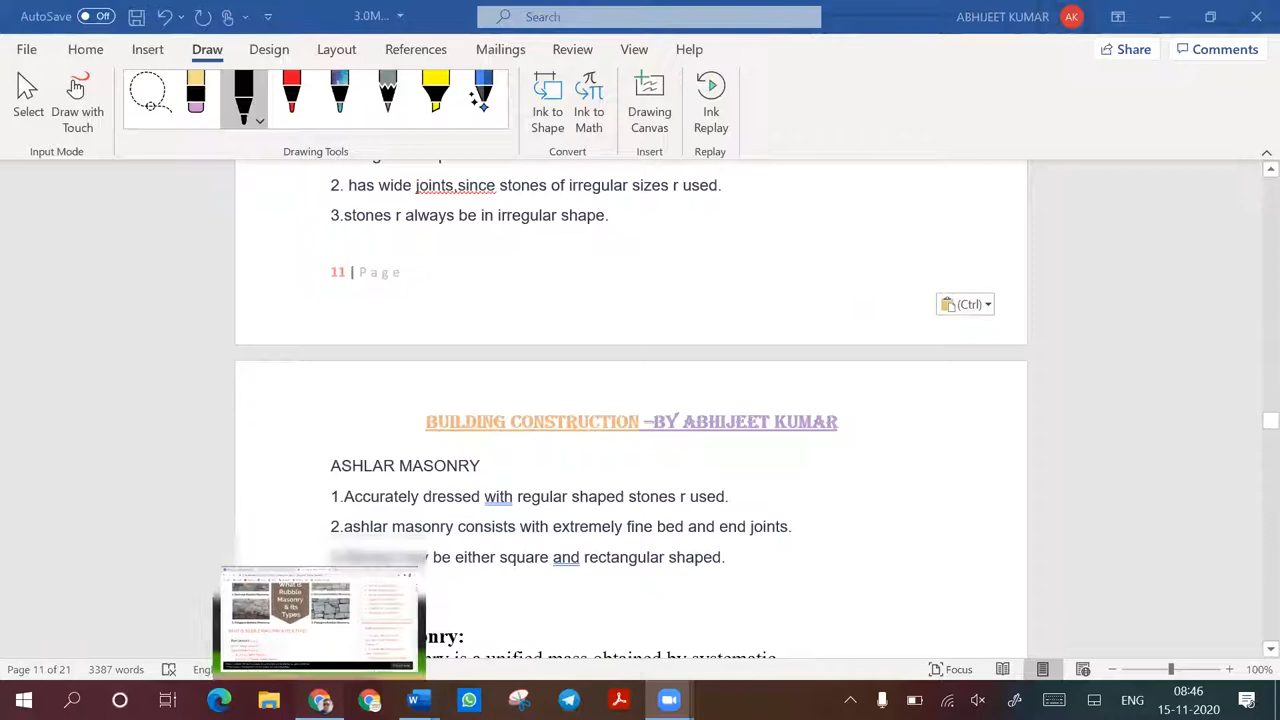 AutoSave Off 3.0M... Search ABHIJEET KUMAR AK
File Home Insert Draw Design Layout References Mailings Review View Help Share Comments
Select Draw with Touch Ink to Shape Ink to Math Drawing Canvas Ink Replay
Input Mode Drawing Tools Convert Insert Replay
2. has wide joints,since stones of irregular sizes r used.
3.stones r always be in irregular shape.
11 | Page
(Ctrl)
BUILDING CONSTRUCTION –BY ABHIJEET KUMAR
ASHLAR MASONRY
1.Accurately dressed with regular shaped stones r used.
2.ashlar masonry consists with extremely fine bed and end joints.
be either square and rectangular shaped.
Rubble
Masonry
& Its
Types
Focus 100%
ENG 08:46
15-11-2020